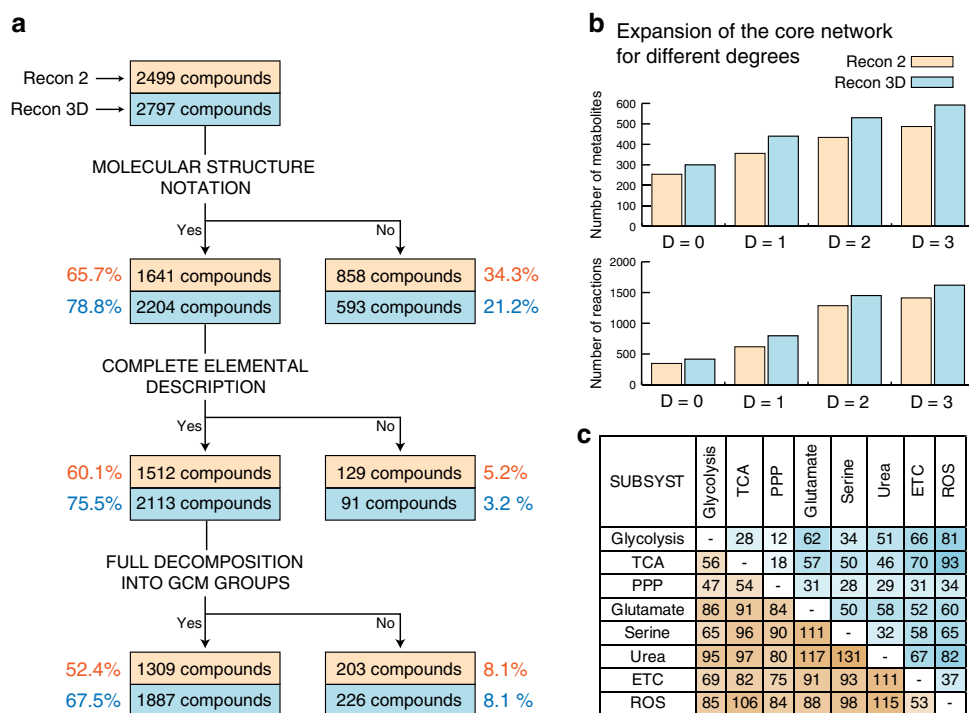 a
Recon 2
2499 compounds
Recon 3D
2797 compounds
MOLECULAR STRUCTURE
NOTATION
Yes
No
65.7%
1641 compounds
858 compounds
34.3%
78.8%
2204 compounds
593 compounds
21.2%
COMPLETE ELEMENTAL
DESCRIPTION
Yes
No
60.1%
1512 compounds
129 compounds
5.2%
75.5%
2113 compounds
91 compounds
3.2 %
FULL DECOMPOSITION
INTO GCM GROUPS
Yes
No
52.4%
1309 compounds
203 compounds
8.1%
67.5%
1887 compounds
226 compounds
8.1 %
b
Expansion of the core network
for different degrees
Recon 2
Recon 3D
Number of metabolites
600
500
400
300
200
100
0
D = 0 D = 1 D = 2 D = 3
Number of reactions
2000
1500
1000
500
0
D = 0 D = 1 D = 2 D = 3
c
SUBSYST Glycolysis TCA PPP Glutamate Serine Urea ETC ROS
Glycolysis - 28 12 62 34 51 66 81
TCA 56 - 18 57 50 46 70 93
PPP 47 54 - 31 28 29 31 34
Glutamate 86 91 84 - 50 58 52 60
Serine 65 96 90 111 - 32 58 65
Urea 95 97 80 117 131 - 67 82
ETC 69 82 75 91 93 111 - 37
ROS 85 106 84 88 98 115 53 -